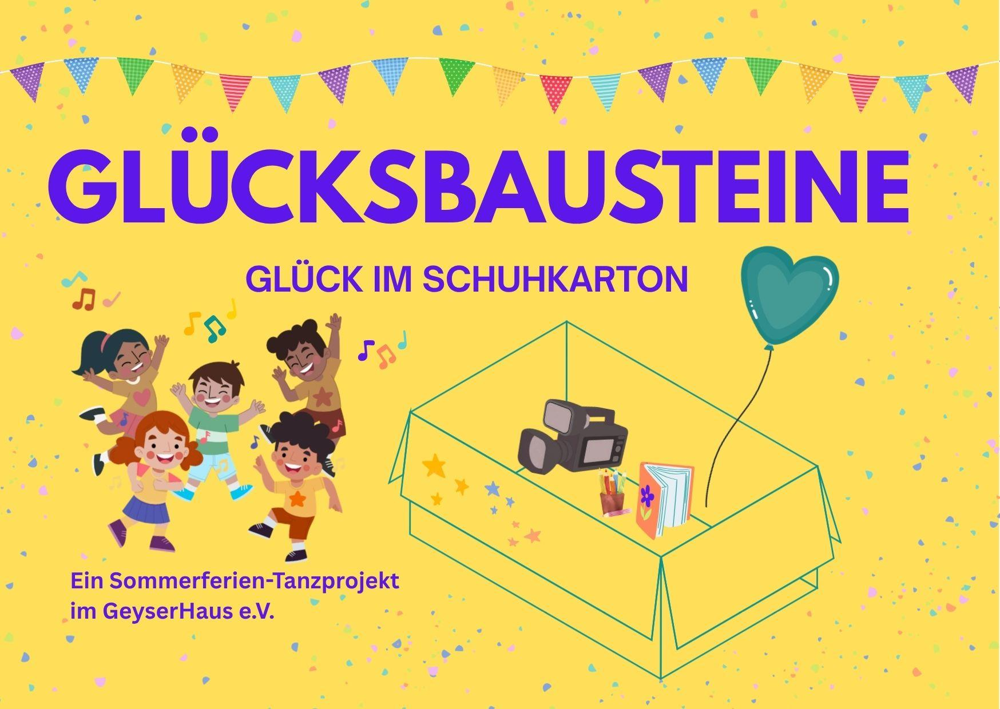 GLÜCKSBAUSTEINE
GLÜCK IM SCHUHKARTON
Ein Sommerferien-Tanzprojekt
im GeyserHaus e.V.